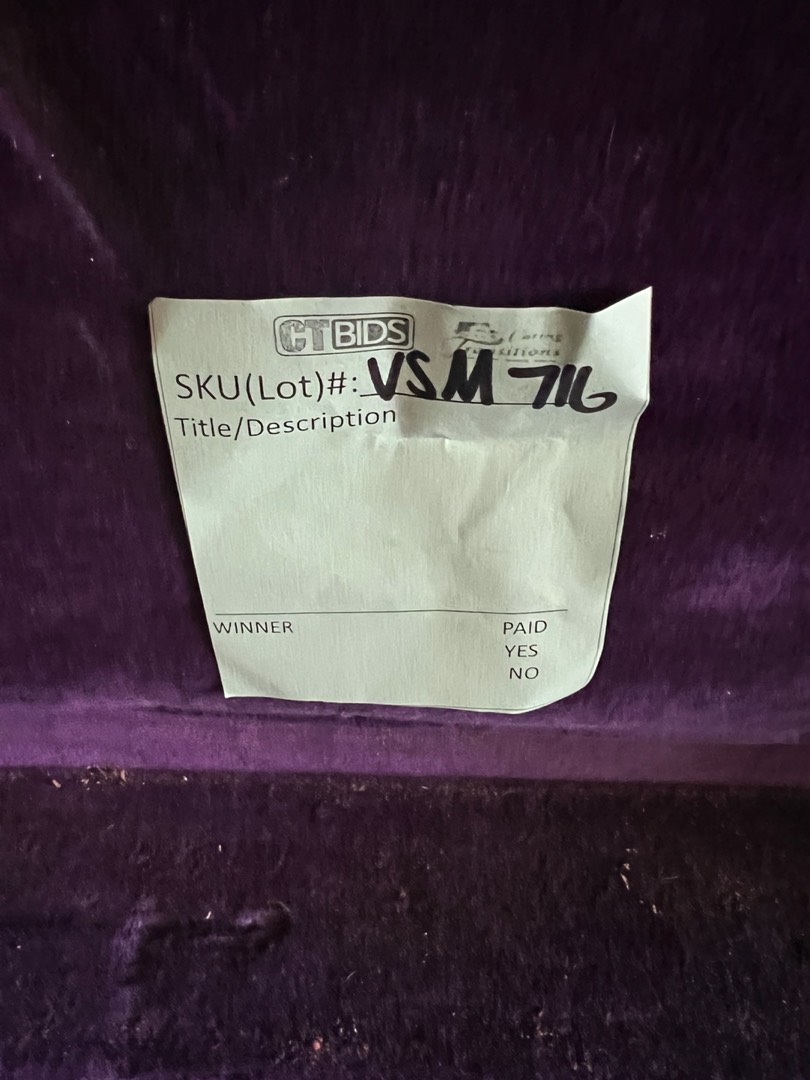 CTBIDS
SKU(Lot)#: VSM 716
Title/Description
WINNER PAID
YES
NO